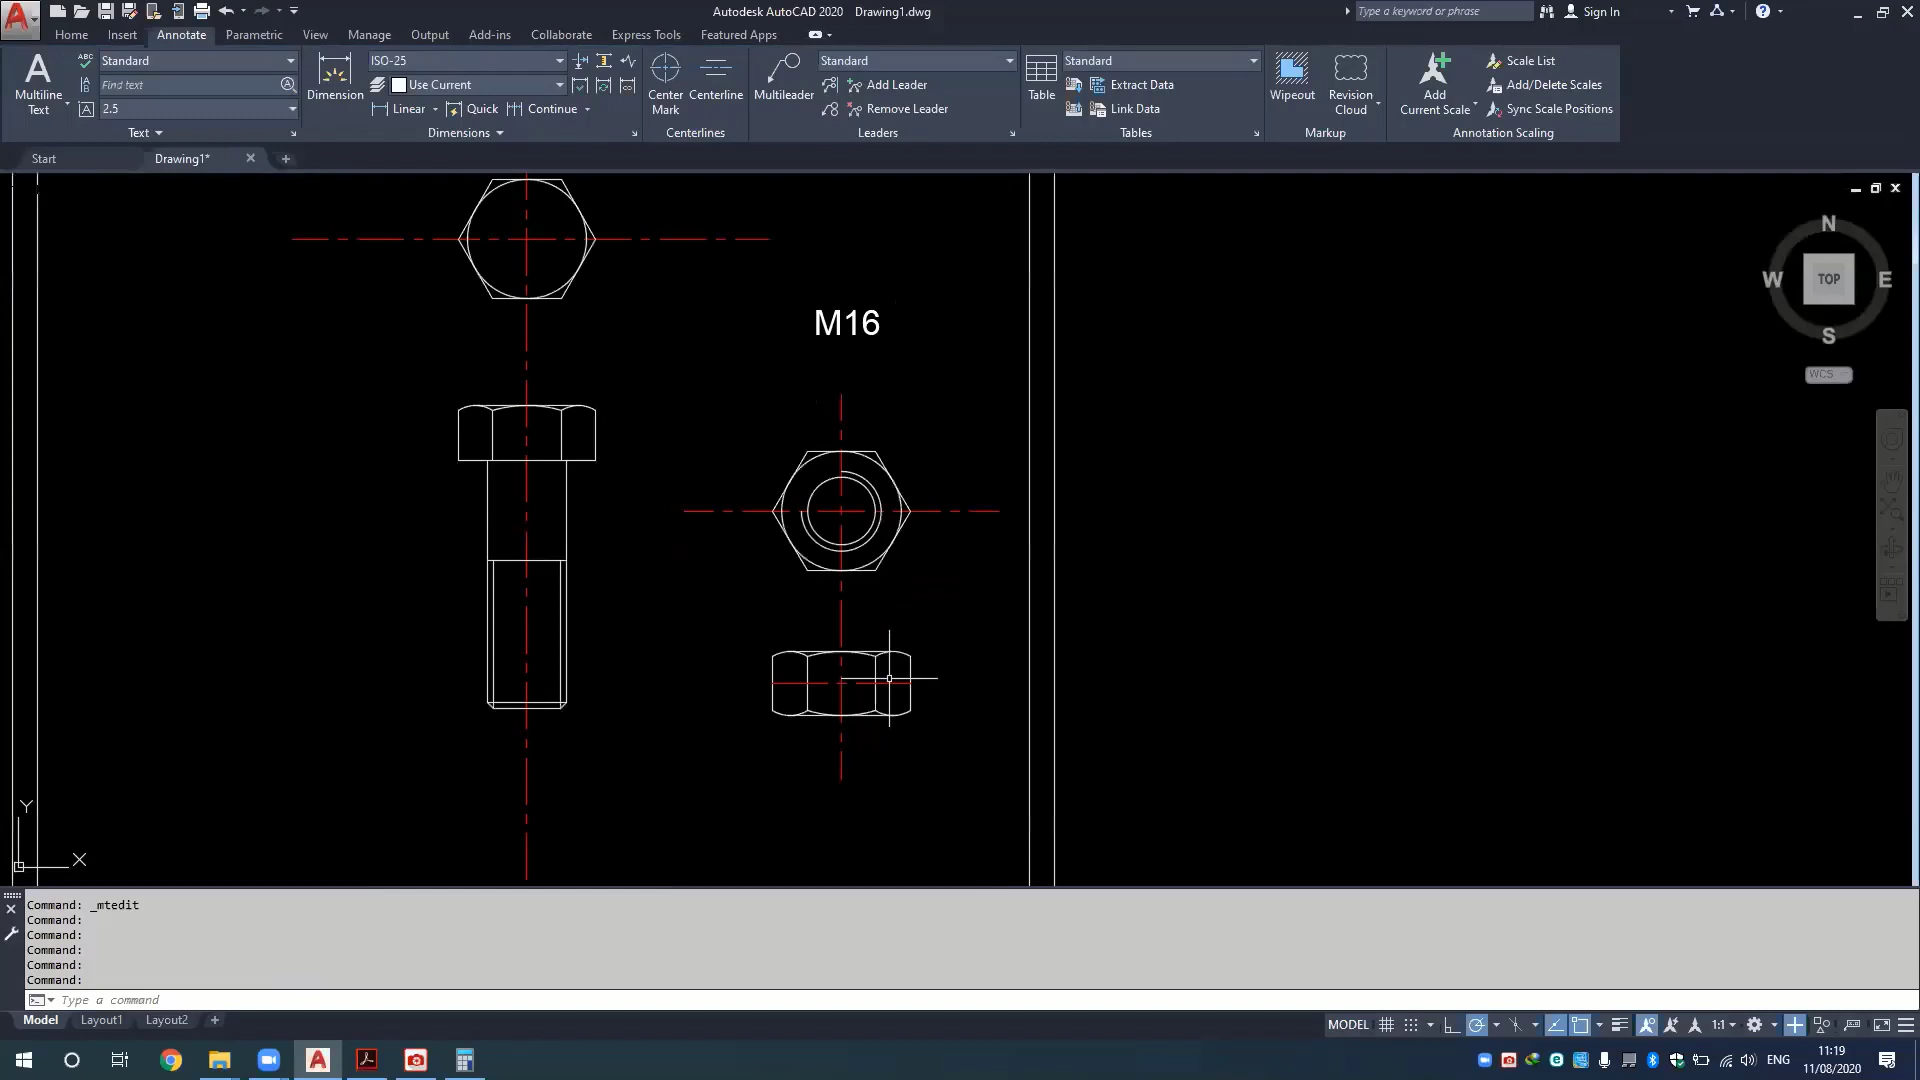 Autodesk AutoCAD 2020 Drawing1.dwg
Type a keyword or phrase
Sign In
Home Insert Annotate Parametric View Manage Output Add-ins Collaborate Express Tools Featured Apps
Multiline Text
ABC
Standard
Find text
2.5
Text
Dimension
ISO-25
Use Current
Linear Quick Continue
Dimensions
Center Mark
Centerline
Centerlines
Multileader
Standard
Add Leader
Remove Leader
Leaders
Table
Standard
Extract Data
Link Data
Tables
Wipeout
Revision Cloud
Markup
Add Current Scale
Scale List
Add/Delete Scales
Sync Scale Positions
Annotation Scaling
Start Drawing1*
M16
N
W TOP E
S
WCS
Y
X
Command: _mtedit
Command:
Command:
Command:
Command:
Command:
Type a command
Model Layout1 Layout2
MODEL 1:1
ENG
11:19
11/08/2020